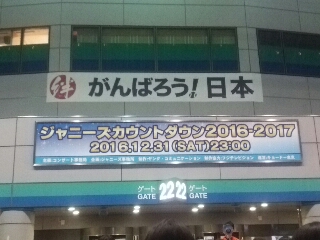 がんばろう!日本
ジャニーズカウントダウン2016-2017
2016.12.31(SAT)23:00
ゲート 22 ゲート
GATE 22 GATE